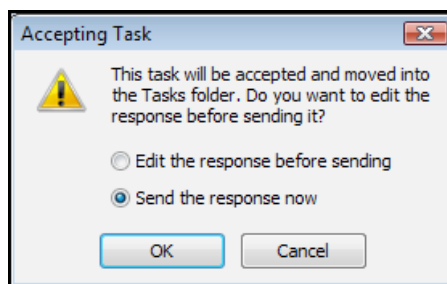 Accepting Task
This task will be accepted and moved into
the Tasks folder. Do you want to edit the
response before sending it?
Edit the response before sending
Send the response now
OK
Cancel